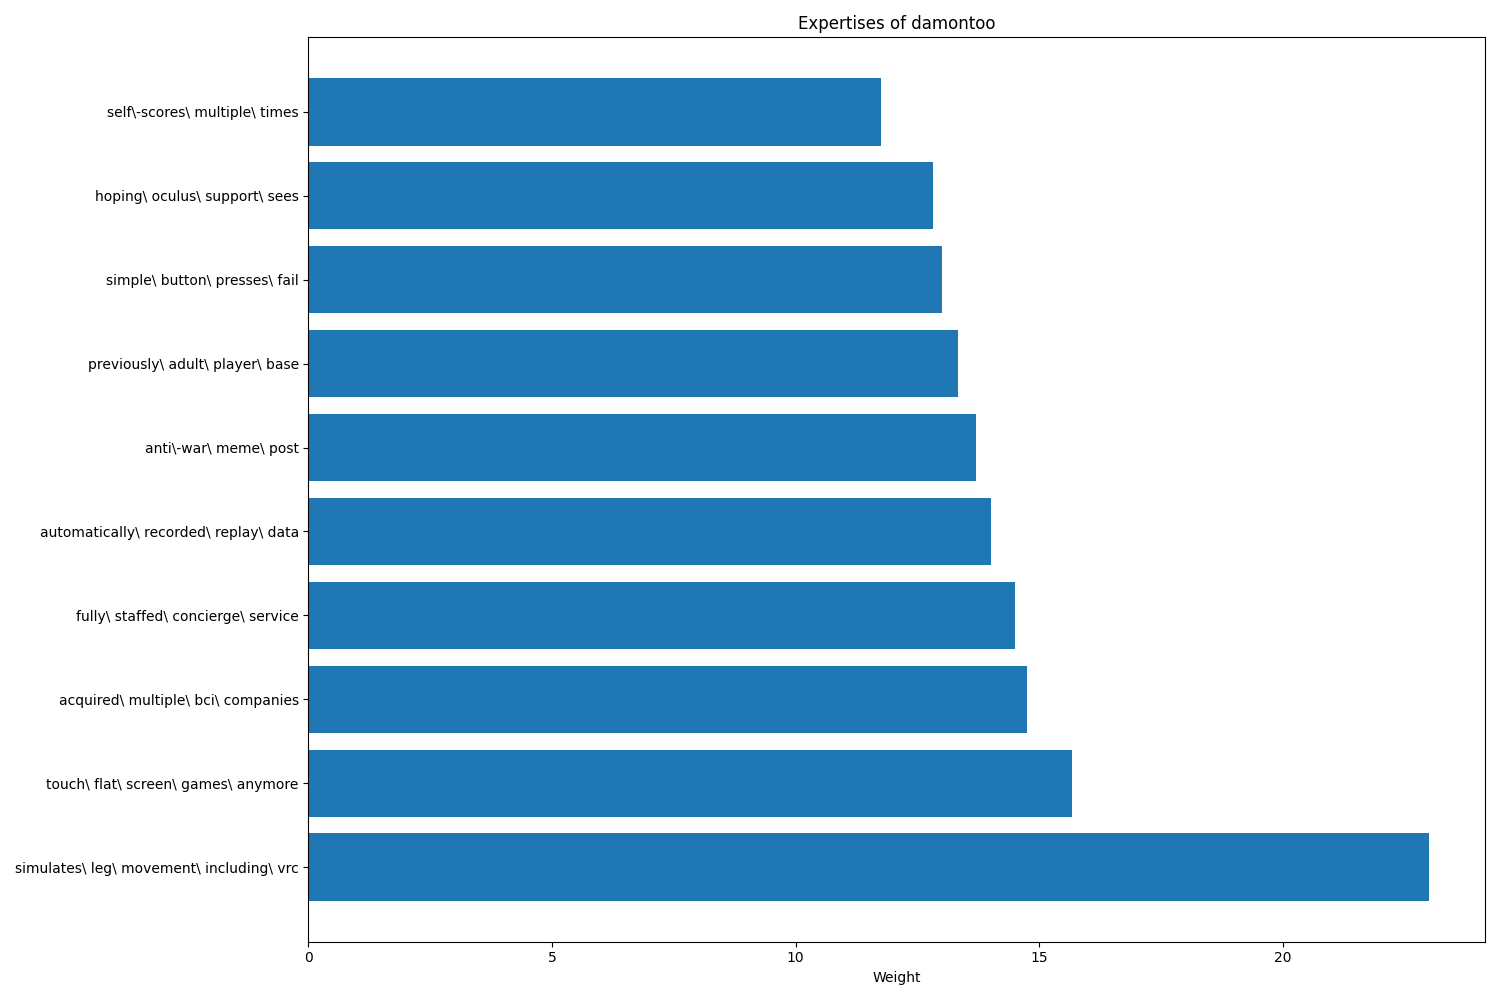 Expertises of damontoo
self\-scores\ multiple\ times
hoping\ oculus\ support\ sees
simple\ button\ presses\ fail
previously\ adult\ player\ base
anti\-war\ meme\ post
automatically\ recorded\ replay\ data
fully\ staffed\ concierge\ service
acquired\ multiple\ bci\ companies
touch\ flat\ screen\ games\ anymore
simulates\ leg\ movement\ including\ vrc
0 5 10 15 20
Weight